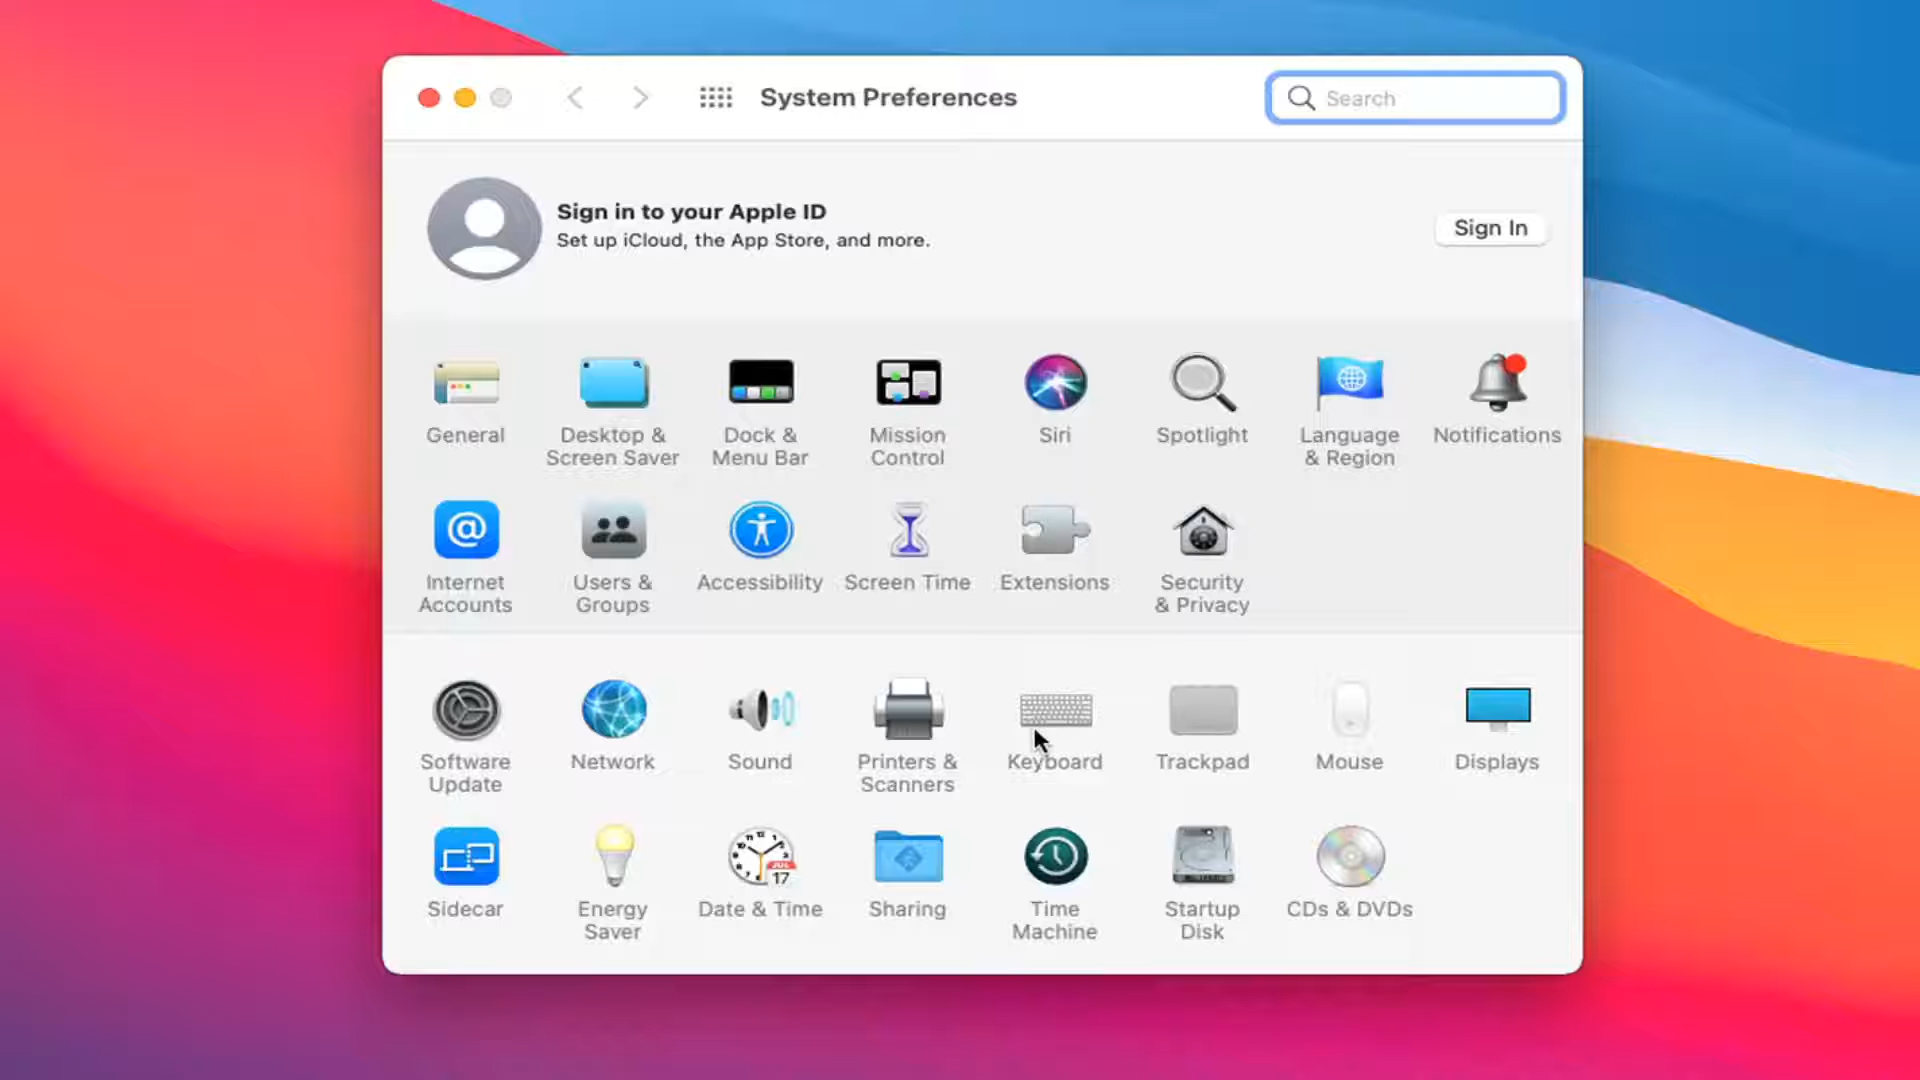 System Preferences
Search
Sign in to your Apple ID
Set up iCloud, the App Store, and more.
Sign In
General
Desktop &
Screen Saver
Dock &
Menu Bar
Mission
Control
Siri
Spotlight
Language
& Region
Notifications
Internet
Accounts
Users &
Groups
Accessibility
Screen Time
Extensions
Security
& Privacy
Software
Update
Network
Sound
Printers &
Scanners
Keyboard
Trackpad
Mouse
Displays
Sidecar
Energy
Saver
JUL
17
Date & Time
Sharing
Time
Machine
Startup
Disk
CDs & DVDs